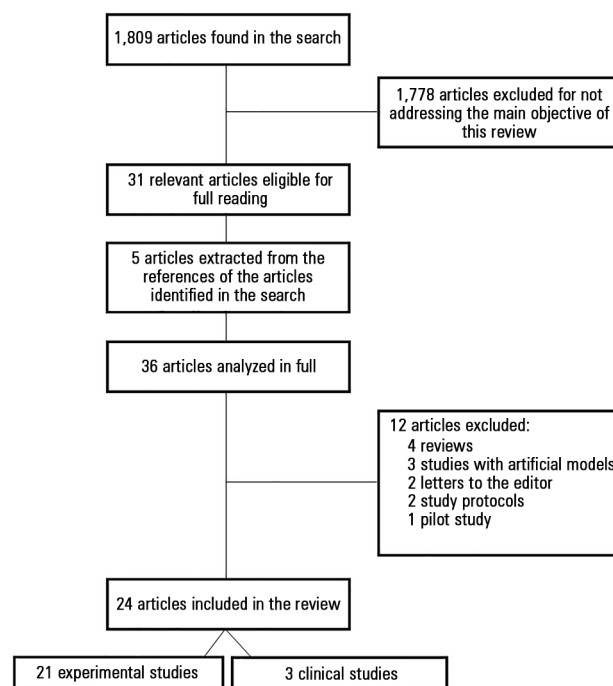 1,809 articles found in the search
1,778 articles excluded for not
addressing the main objective of
this review
31 relevant articles eligible for
full reading
5 articles extracted from the
references of the articles
identified in the search
36 articles analyzed in full
12 articles excluded:
4 reviews
3 studies with artificial models
2 letters to the editor
2 study protocols
1 pilot study
24 articles included in the review
21 experimental studies
3 clinical studies